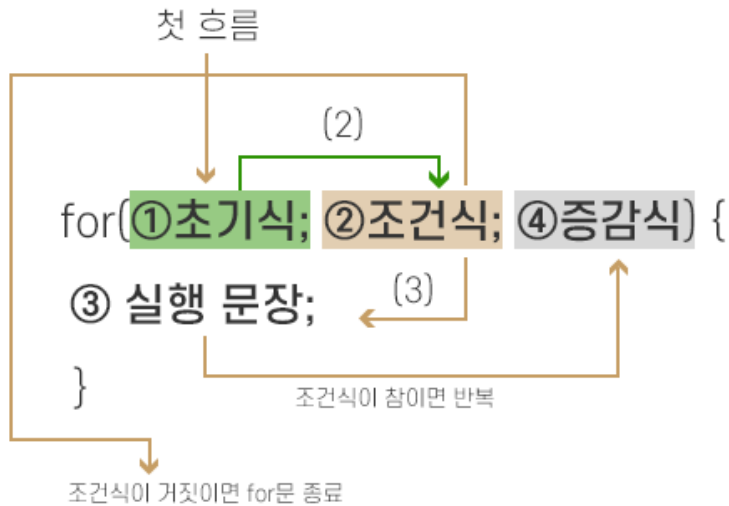 첫 흐름
(2)
for(①초기식; ②조건식; ④증감식) {
③ 실행 문장;
(3)
}
조건식이 참이면 반복
조건식이 거짓이면 for문 종료